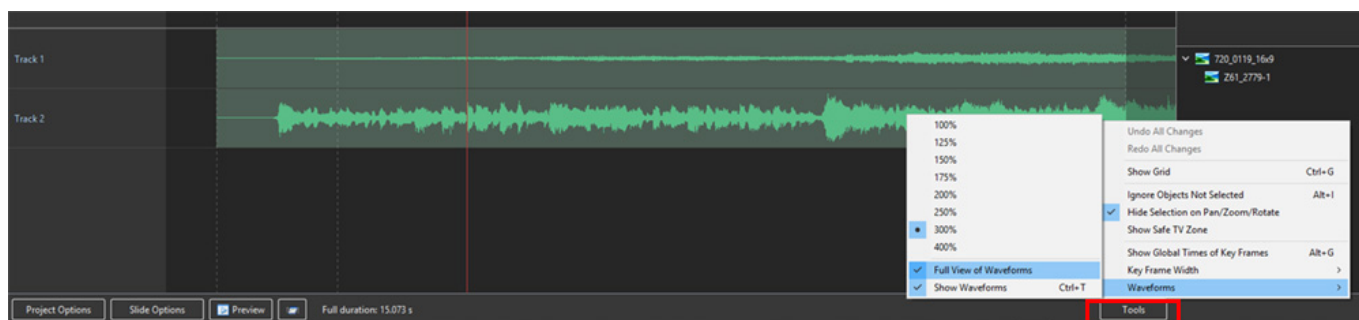 Track 1
720_0119_16x9
Z61_2779-1
Track 2
100%
125%
150%
175%
200%
250%
300%
400%
Full View of Waveforms
Show Waveforms Ctrl+T
Undo All Changes
Redo All Changes
Show Grid Ctrl+G
Ignore Objects Not Selected Alt+I
Hide Selection on Pan/Zoom/Rotate
Show Safe TV Zone
Show Global Times of Key Frames Alt+G
Key Frame Width
Waveforms
Project Options Slide Options Preview Full duration: 15.073 s Tools